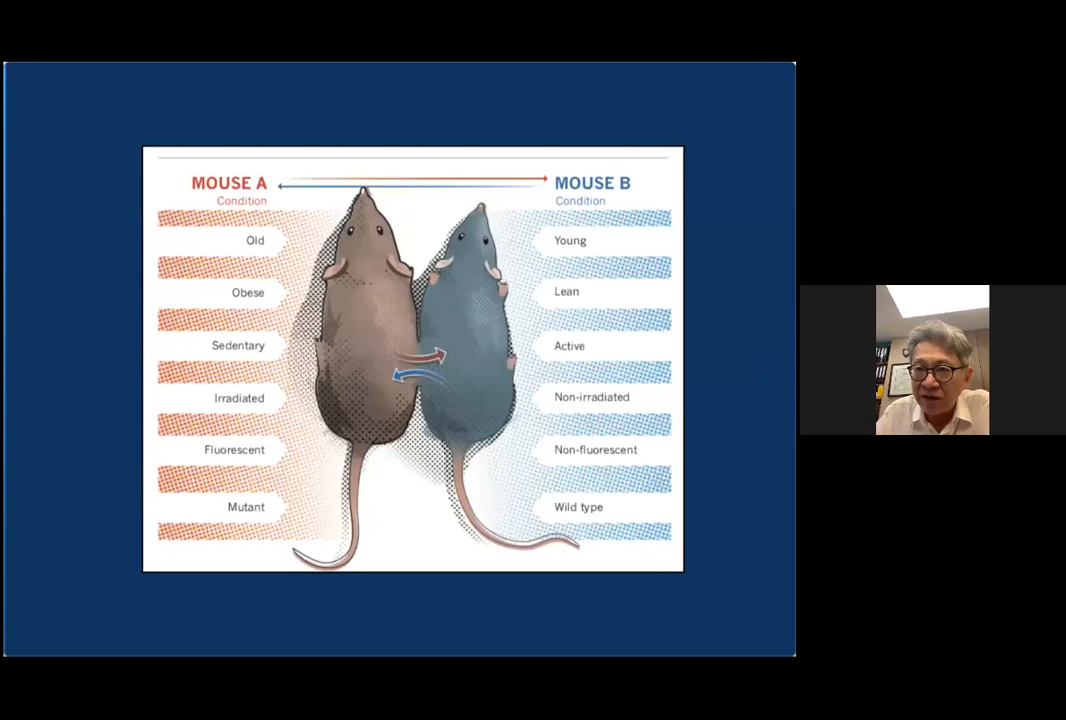 MOUSE A
Condition
Old
Obese
Sedentary
Irradiated
Fluorescent
Mutant
MOUSE B
Condition
Young
Lean
Active
Non-irradiated
Non-fluorescent
Wild type